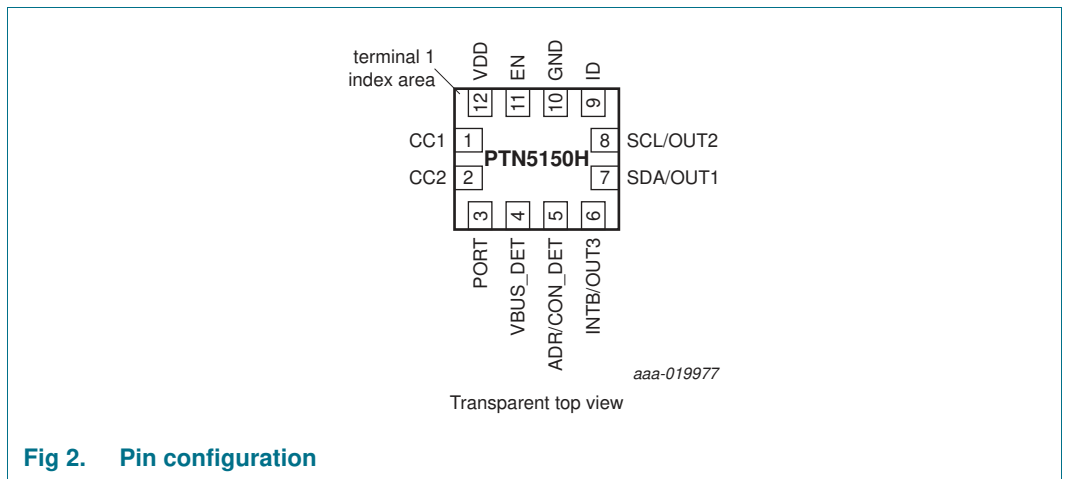 terminal 1
index area
VDD
EN
GND
ID
12
11
10
9
CC1
1
8
SCL/OUT2
PTN5150H
CC2
2
7
SDA/OUT1
3
4
5
6
PORT
VBUS_DET
ADR/CON_DET
INTB/OUT3
aaa-019977
Transparent top view
Fig 2. Pin configuration